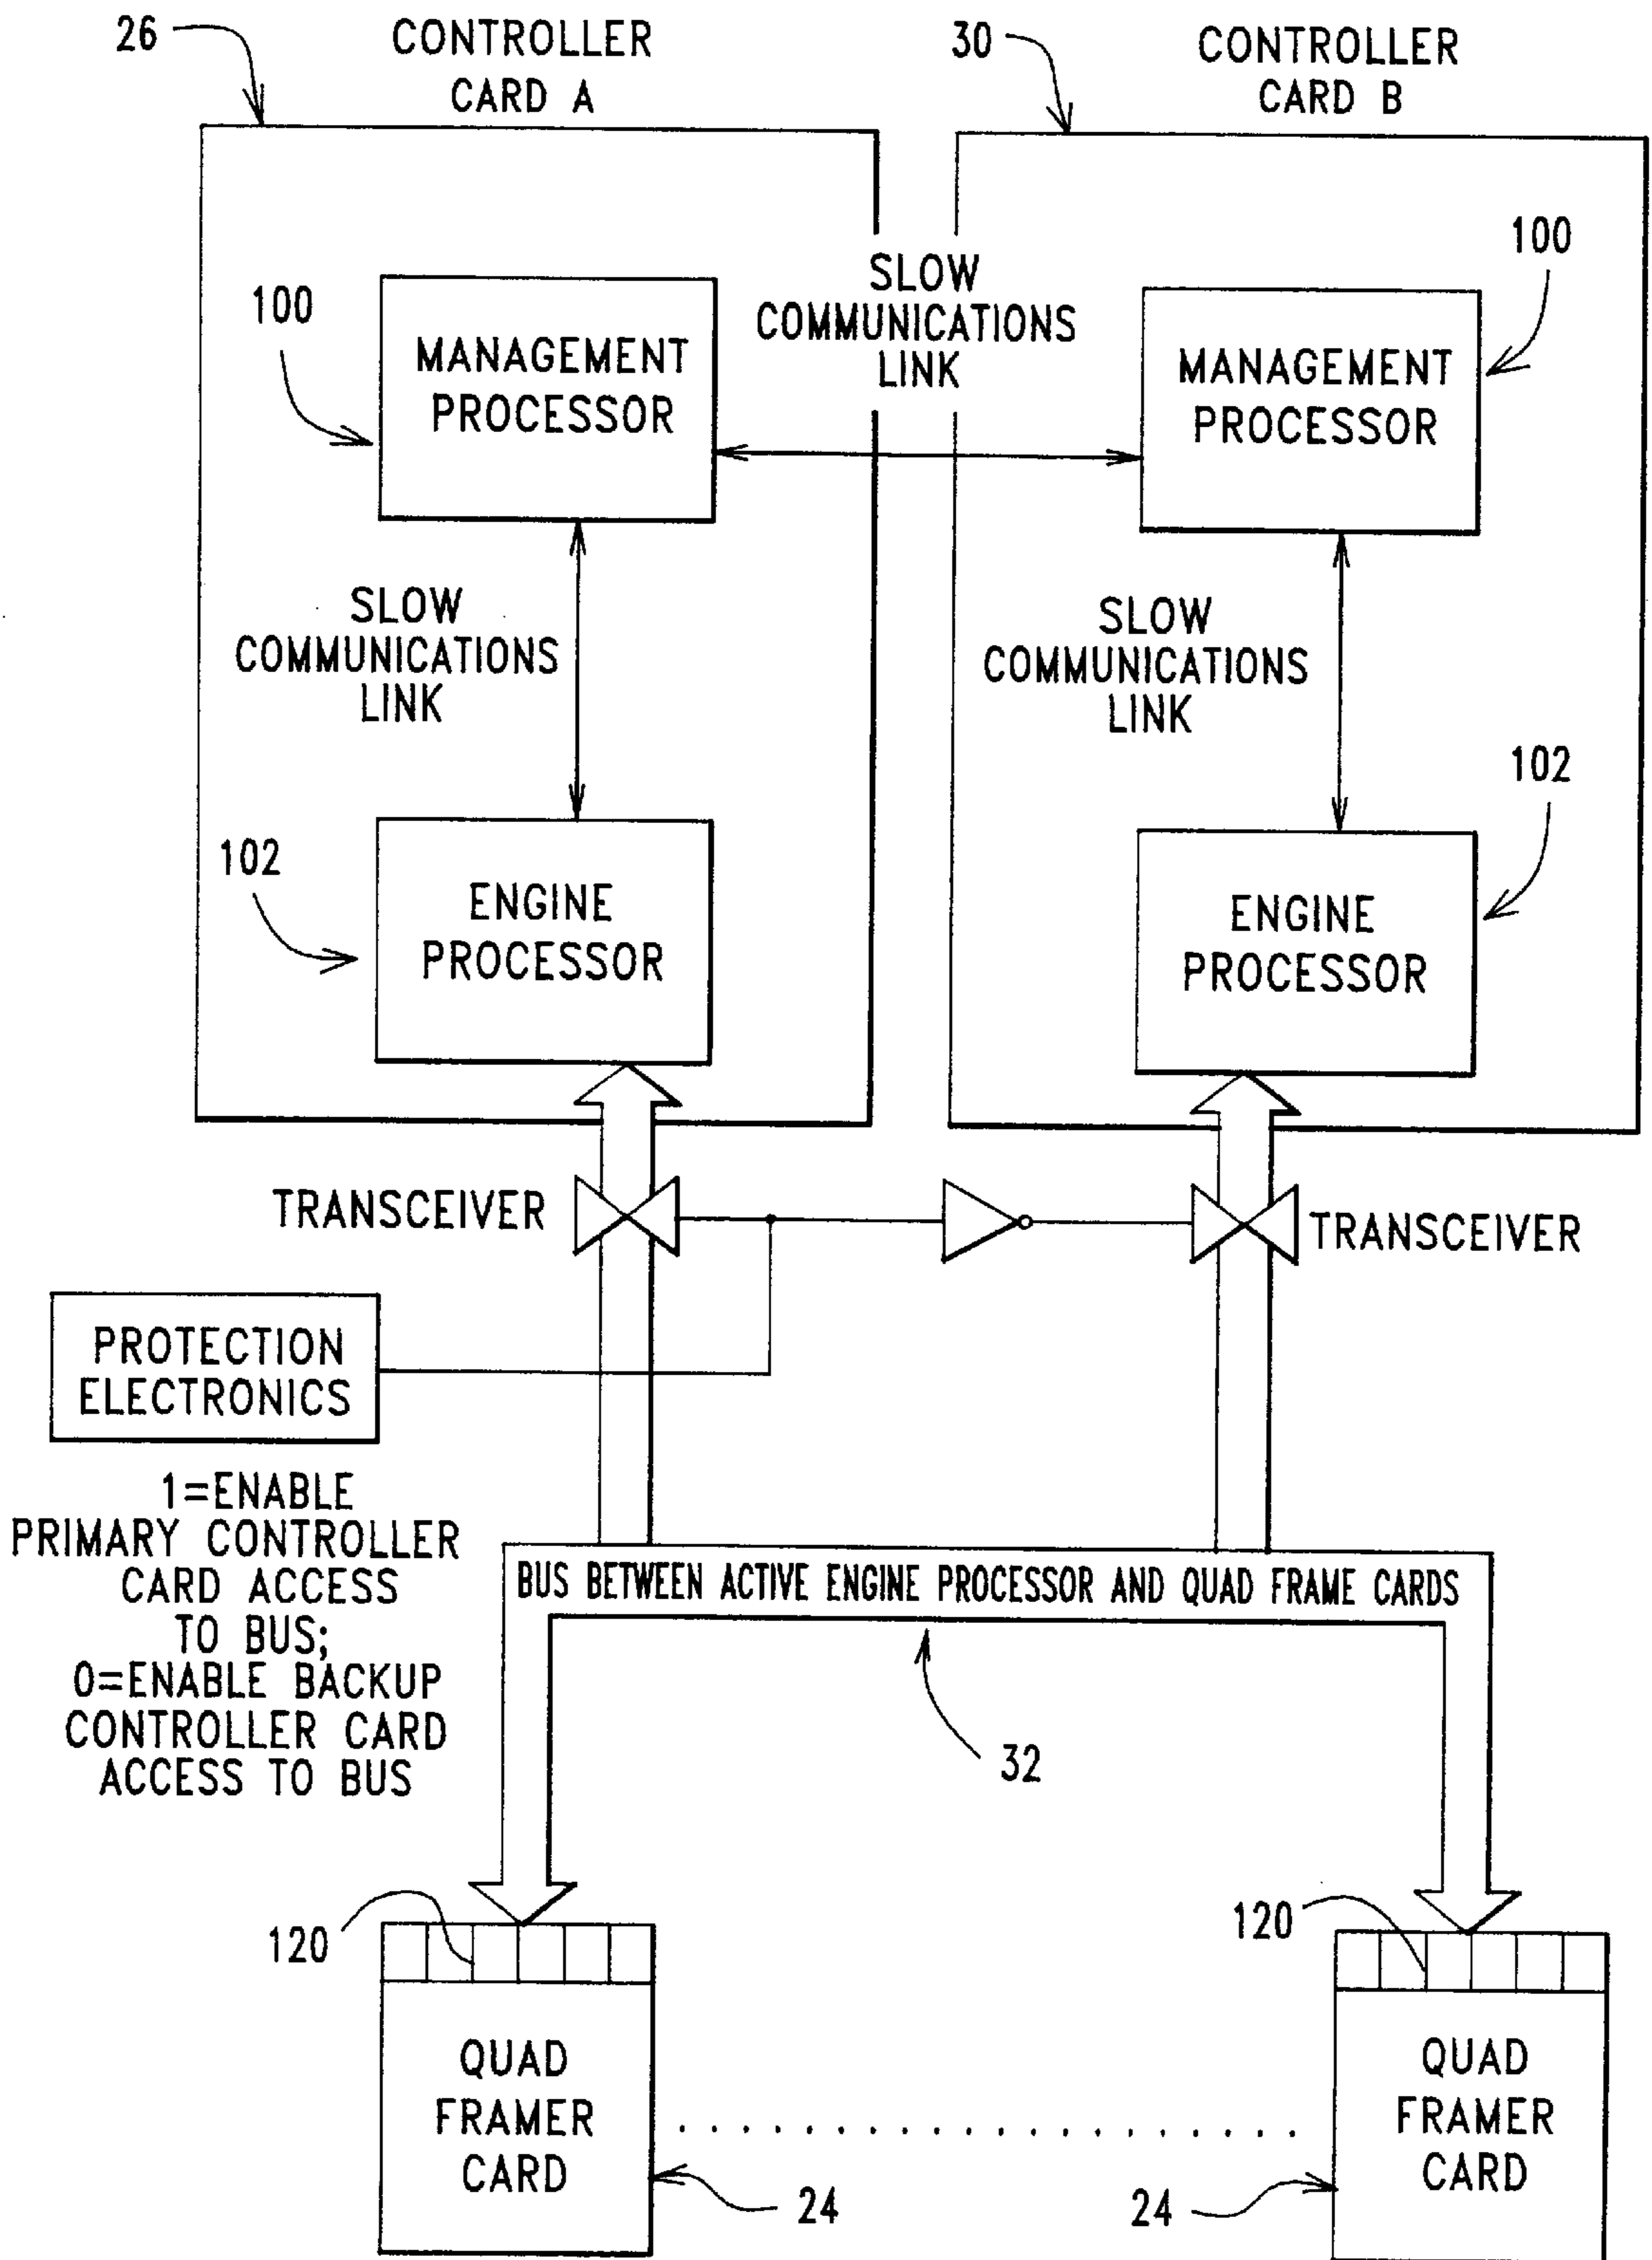 26
CONTROLLER
CARD A
30
CONTROLLER
CARD B
100
MANAGEMENT
PROCESSOR
SLOW
COMMUNICATIONS
LINK
100
MANAGEMENT
PROCESSOR
SLOW
COMMUNICATIONS
LINK
SLOW
COMMUNICATIONS
LINK
102
ENGINE
PROCESSOR
102
ENGINE
PROCESSOR
TRANSCEIVER
TRANSCEIVER
PROTECTION
ELECTRONICS
1=ENABLE
PRIMARY CONTROLLER
CARD ACCESS
TO BUS;
0=ENABLE BACKUP
CONTROLLER CARD
ACCESS TO BUS
BUS BETWEEN ACTIVE ENGINE PROCESSOR AND QUAD FRAME CARDS
32
120
QUAD
FRAMER
CARD
24
120
QUAD
FRAMER
CARD
24